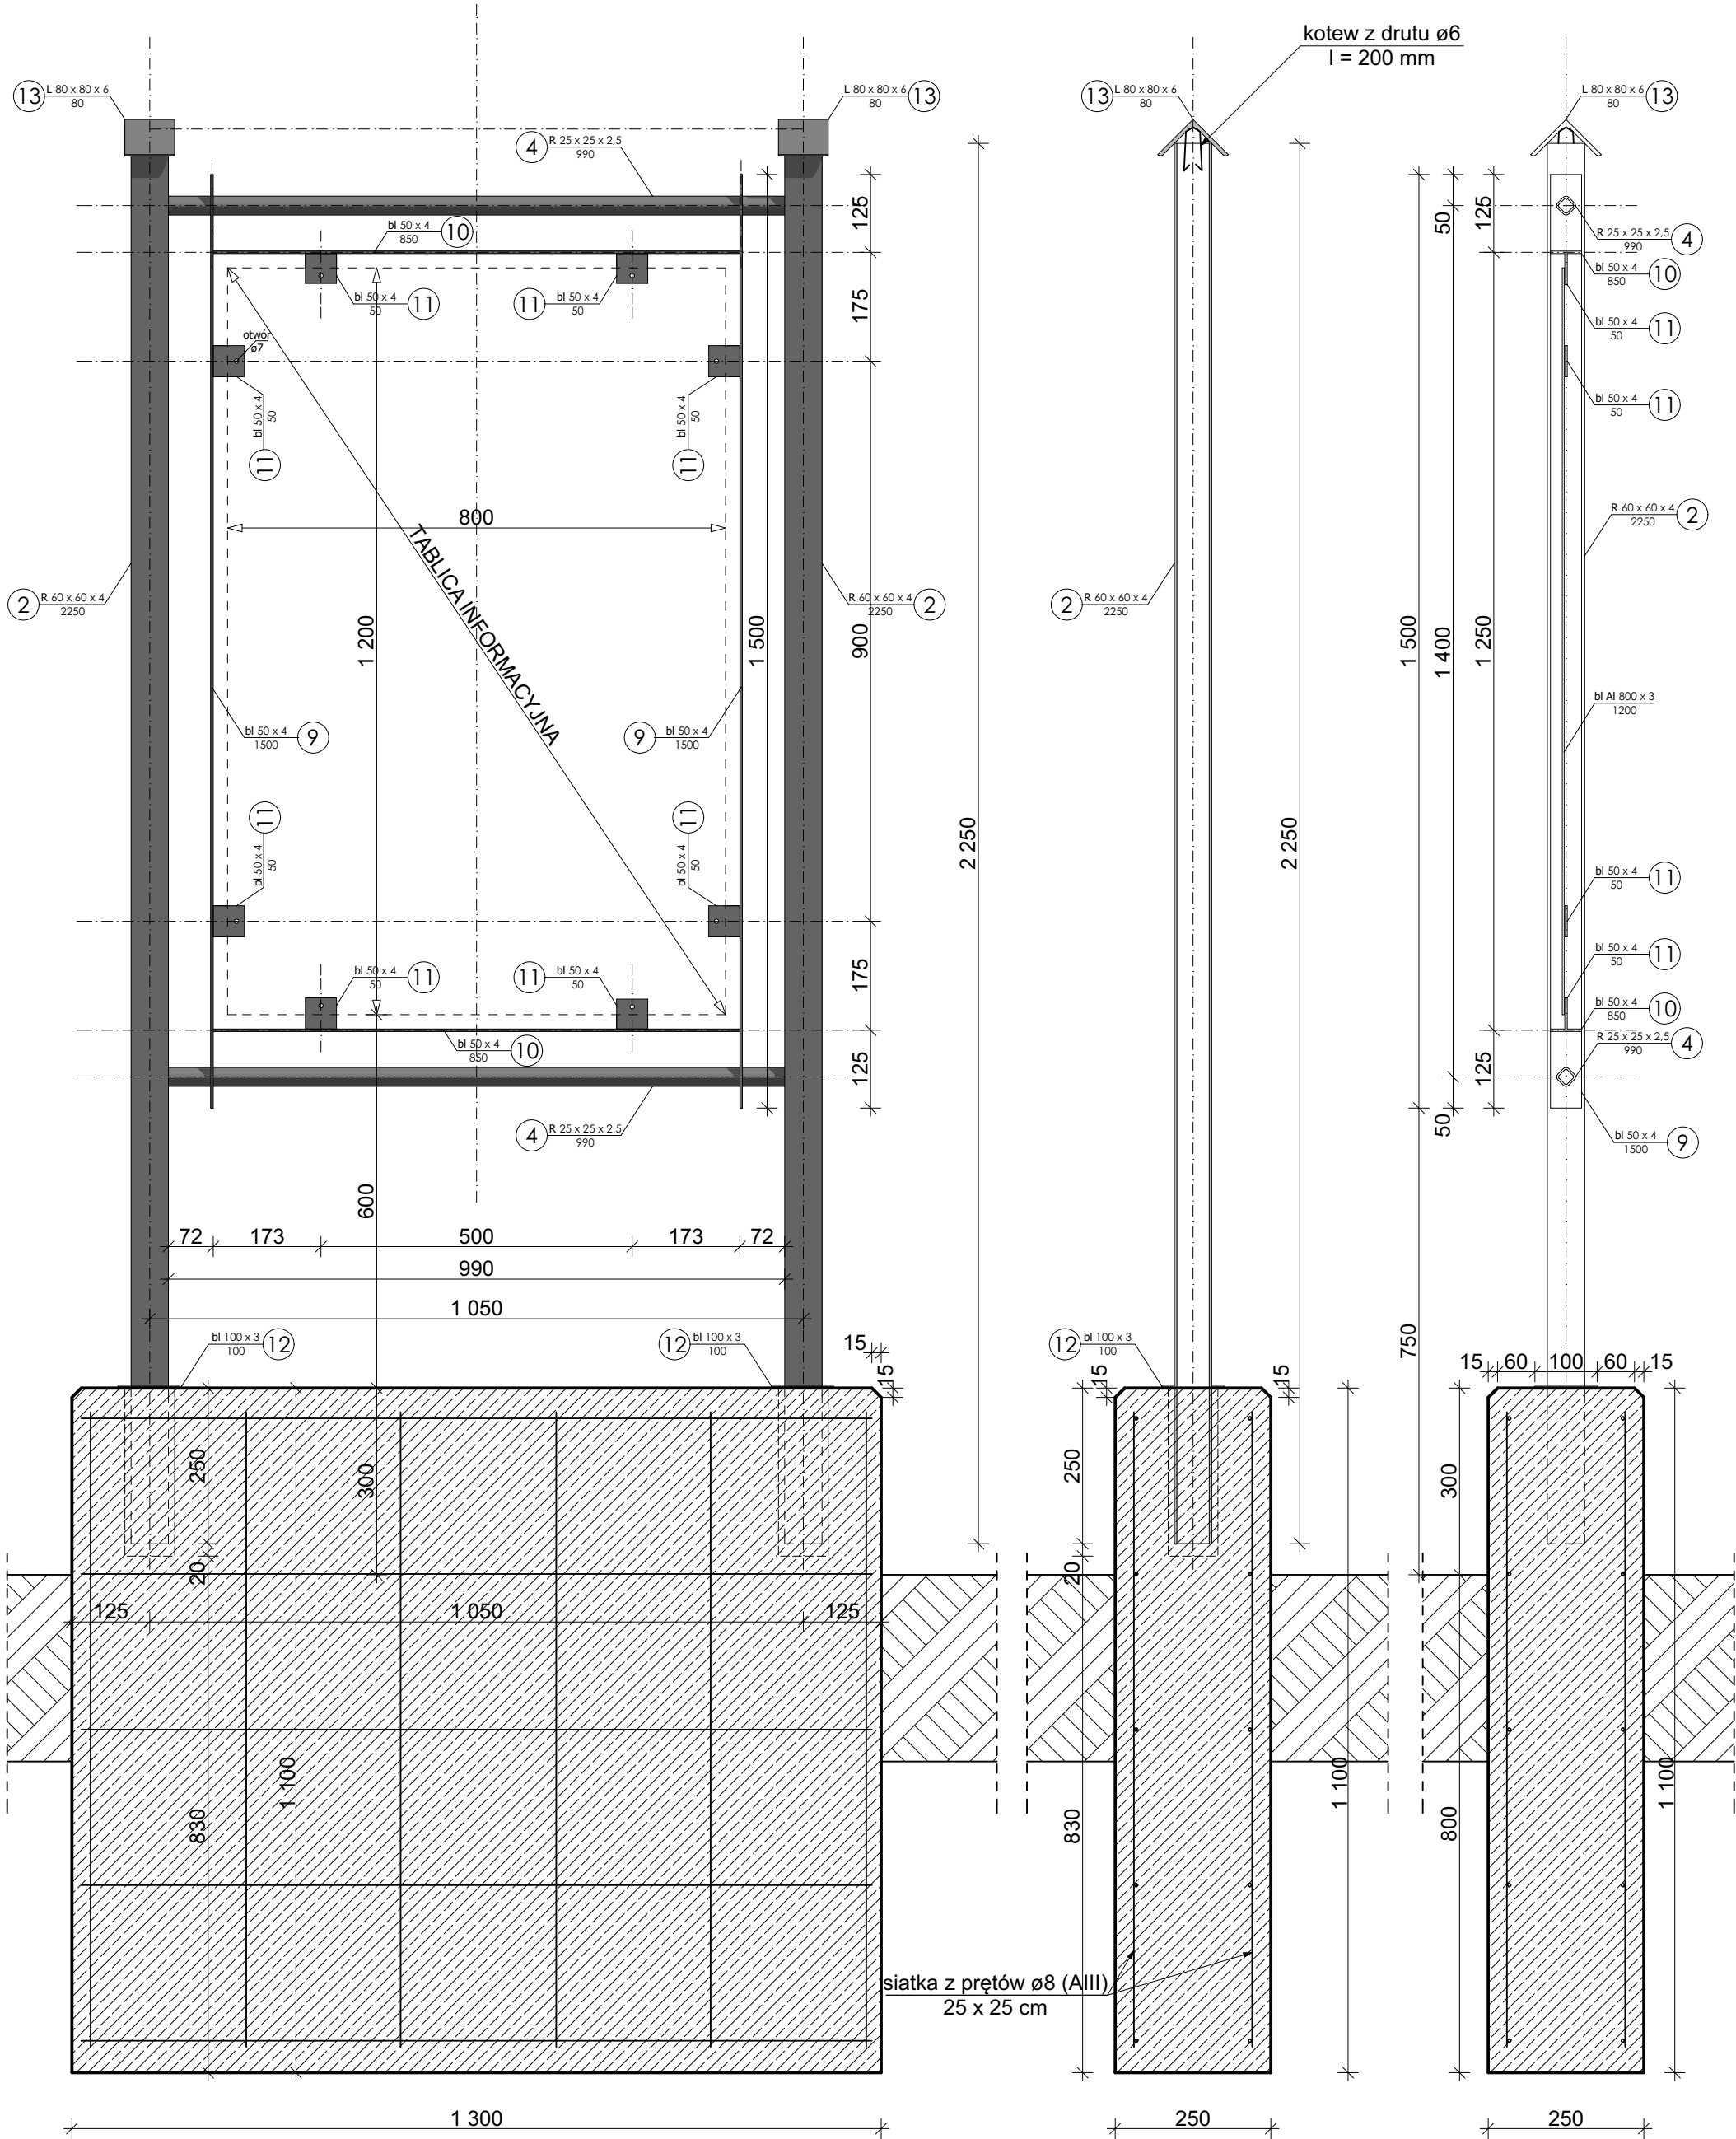 kotew z drutu ø6
l = 200 mm
13 L 80 x 80 x 6
80
L 80 x 80 x 6 13
80
13 L 80 x 80 x 6
80
L 80 x 80 x 6 13
80
4 R 25 x 25 x 2,5
990
125
50
125
bl 50 x 4 10
850
R 25 x 25 x 2,5 4
990
bl 50 x 4 10
850
bl 50 x 4 11
50
11 bl 50 x 4
50
175
bl 50 x 4 11
50
otwór
ø7
bl 50 x 4 11
50
bl 50 x 4
50
11
bl 50 x 4
50
11
800
TABLICA INFORMACYJNA
R 60 x 60 x 4 2
2250
2 R 60 x 60 x 4
2250
R 60 x 60 x 4 2
2250
2 R 60 x 60 x 4
2250
1 200
1 500
900
1 500
1 400
1 250
bl Al 800 x 3
1200
bl 50 x 4 9
1500
9 bl 50 x 4
1500
11
bl 50 x 4
50
11
bl 50 x 4
50
2 250
2 250
bl 50 x 4 11
50
bl 50 x 4 11
50
11 bl 50 x 4
50
175
bl 50 x 4 11
50
bl 50 x 4 10
850
bl 50 x 4 10
850
R 25 x 25 x 2,5 4
990
125
125
50
4 R 25 x 25 x 2,5
990
bl 50 x 4 9
1500
600
72 173 500 173 72
990
1 050
bl 100 x 3 12
100
12 bl 100 x 3
100
15
15
12 bl 100 x 3
100
15
15
750
15 60 100 60 15
250
300
250
300
20
20
125 1 050 125
830
1 100
830
1 100
800
1 100
siatka z prętów ø8 (AIII)
25 x 25 cm
1 300
250
250